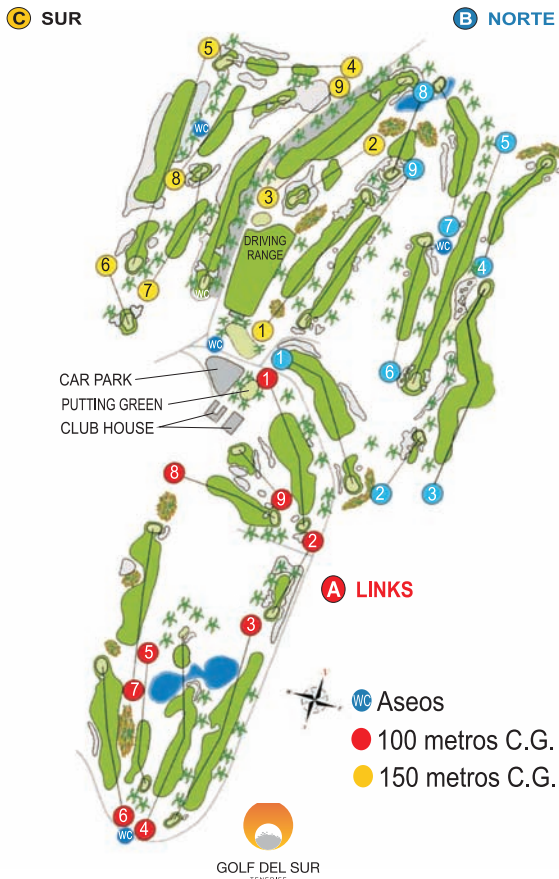 C SUR
B NORTE
5
4
9
8
WC
2
5
9
8
3
7
WC
DRIVING
RANGE
4
6
7
WC
1
WC
1
CAR PARK
1
6
PUTTING GREEN
CLUB HOUSE
8
9
2
3
2
A LINKS
3
5
7
WC Aseos
100 metros C.G.
150 metros C.G.
6
4
WC
GOLF DEL SUR
TENERIFE